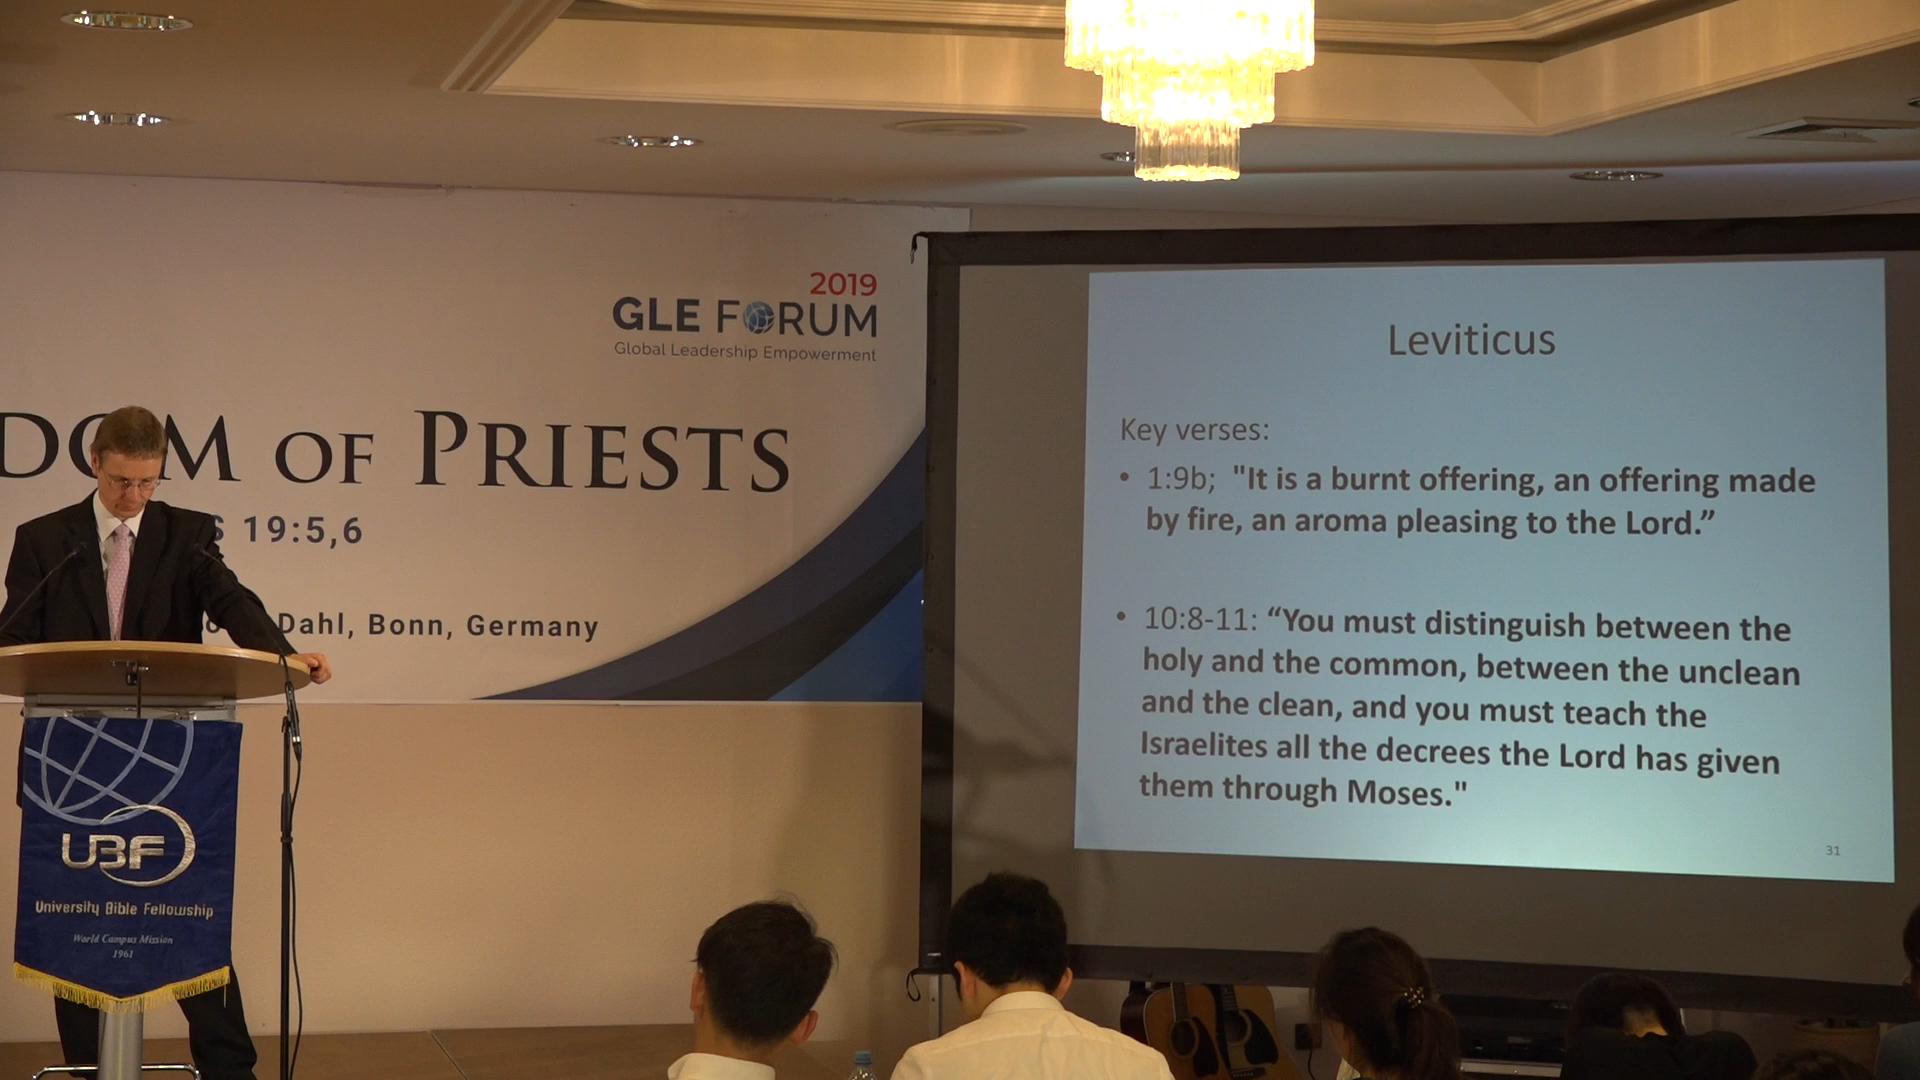 2019
GLE FORUM
Global Leadership Empowerment
DOM OF PRIESTS
S 19:5,6
Dahl, Bonn, Germany
UBF
University Bible Fellowship
World Campus Mission
1961
Leviticus
Key verses:
• 1:9b; "It is a burnt offering, an offering made
by fire, an aroma pleasing to the Lord.”
• 10:8-11: “You must distinguish between the
holy and the common, between the unclean
and the clean, and you must teach the
Israelites all the decrees the Lord has given
them through Moses."
31